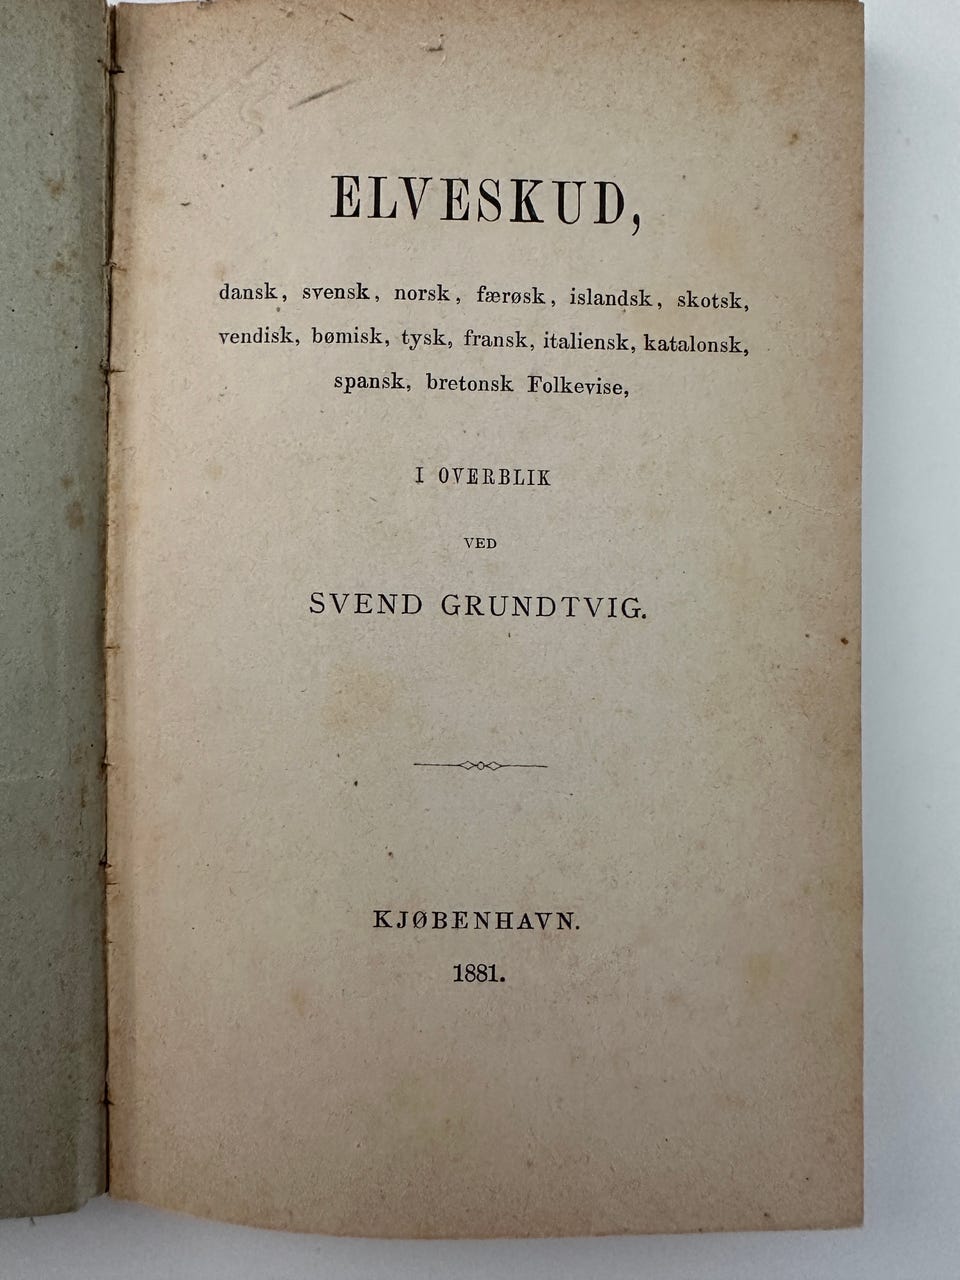 ELVESKUD,
dansk, svensk, norsk, færøsk, islandsk, skotsk,
vendisk, bømisk, tysk, fransk, italiensk, katalonsk,
spansk, bretonsk Folkevise,
I OVERBLIK
VED
SVEND GRUNDTVIG.
KJØBENHAVN.
1881.